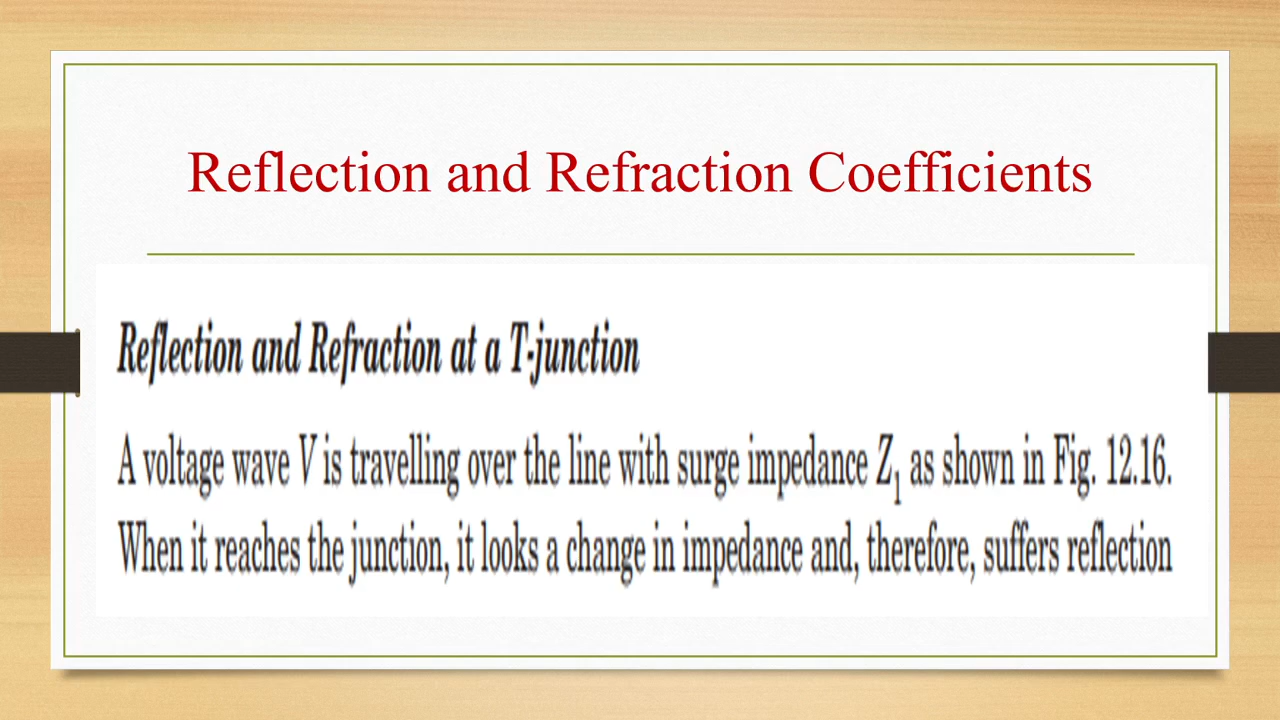 Reflection and Refraction Coefficients
Reflection and Refraction at a T-junction
A voltage wave V is travelling over the line with surge impedance Z₁ as shown in Fig. 12.16.
When it reaches the junction, it looks a change in impedance and, therefore, suffers reflection